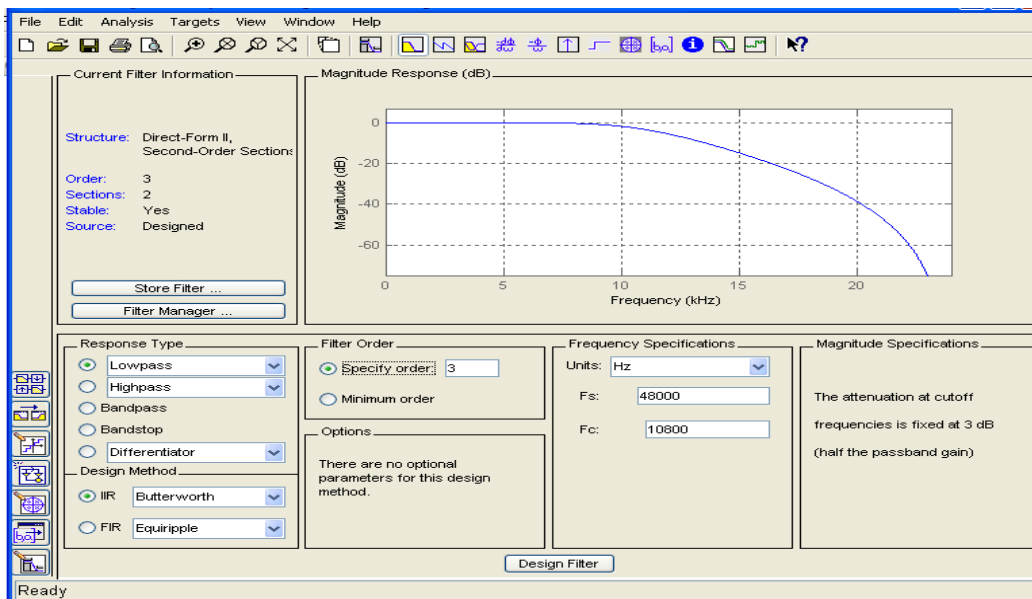 File Edit Analysis Targets View Window Help
Current Filter Information
Structure: Direct-Form II,
Second-Order Sections
Order: 3
Sections: 2
Stable: Yes
Source: Designed
Store Filter ...
Filter Manager ...
Magnitude Response (dB)
Magnitude (dB)
0
-20
-40
-60
0 5 10 15 20
Frequency (kHz)
Response Type
Lowpass
Highpass
Bandpass
Bandstop
Differentiator
Design Method
IIR Butterworth
FIR Equiripple
Filter Order
Specify order: 3
Minimum order
Options
There are no optional
parameters for this design
method.
Frequency Specifications
Units: Hz
Fs: 48000
Fc: 10800
Magnitude Specifications
The attenuation at cutoff
frequencies is fixed at 3 dB
(half the passband gain)
Design Filter
Ready